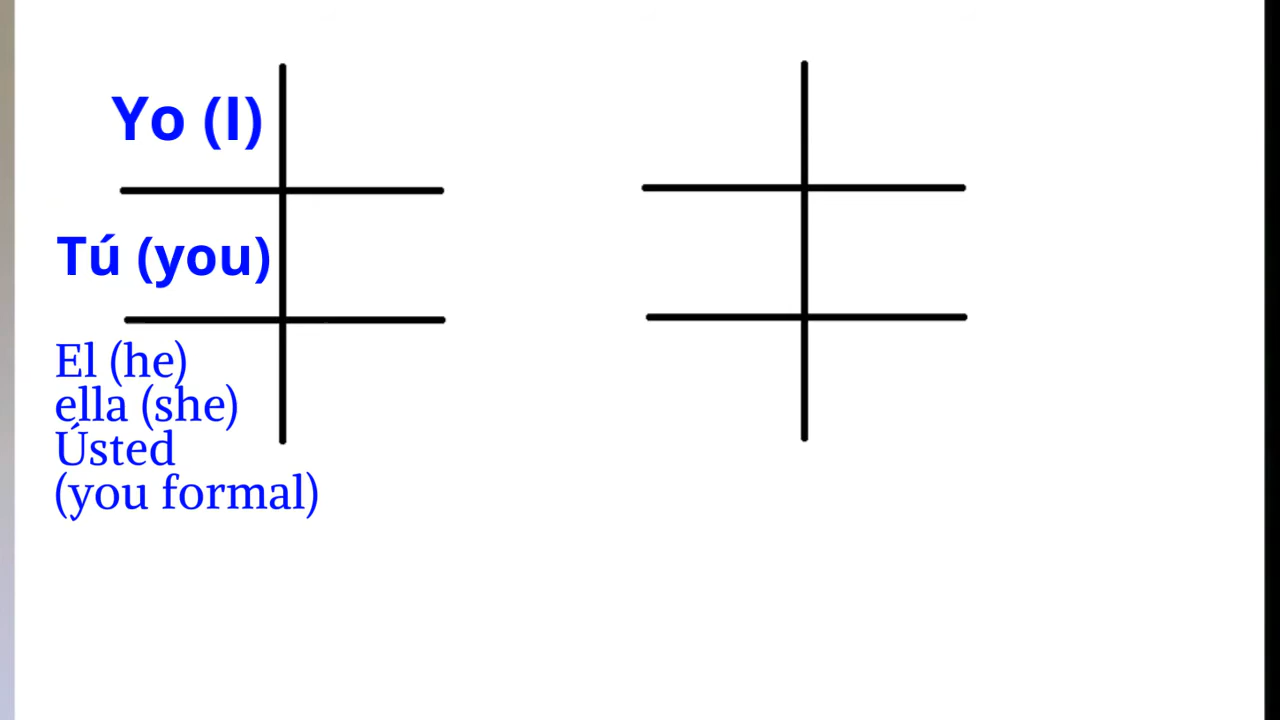 Yo (I)
Tú (you)
El (he)
ella (she)
Ústed
(you formal)